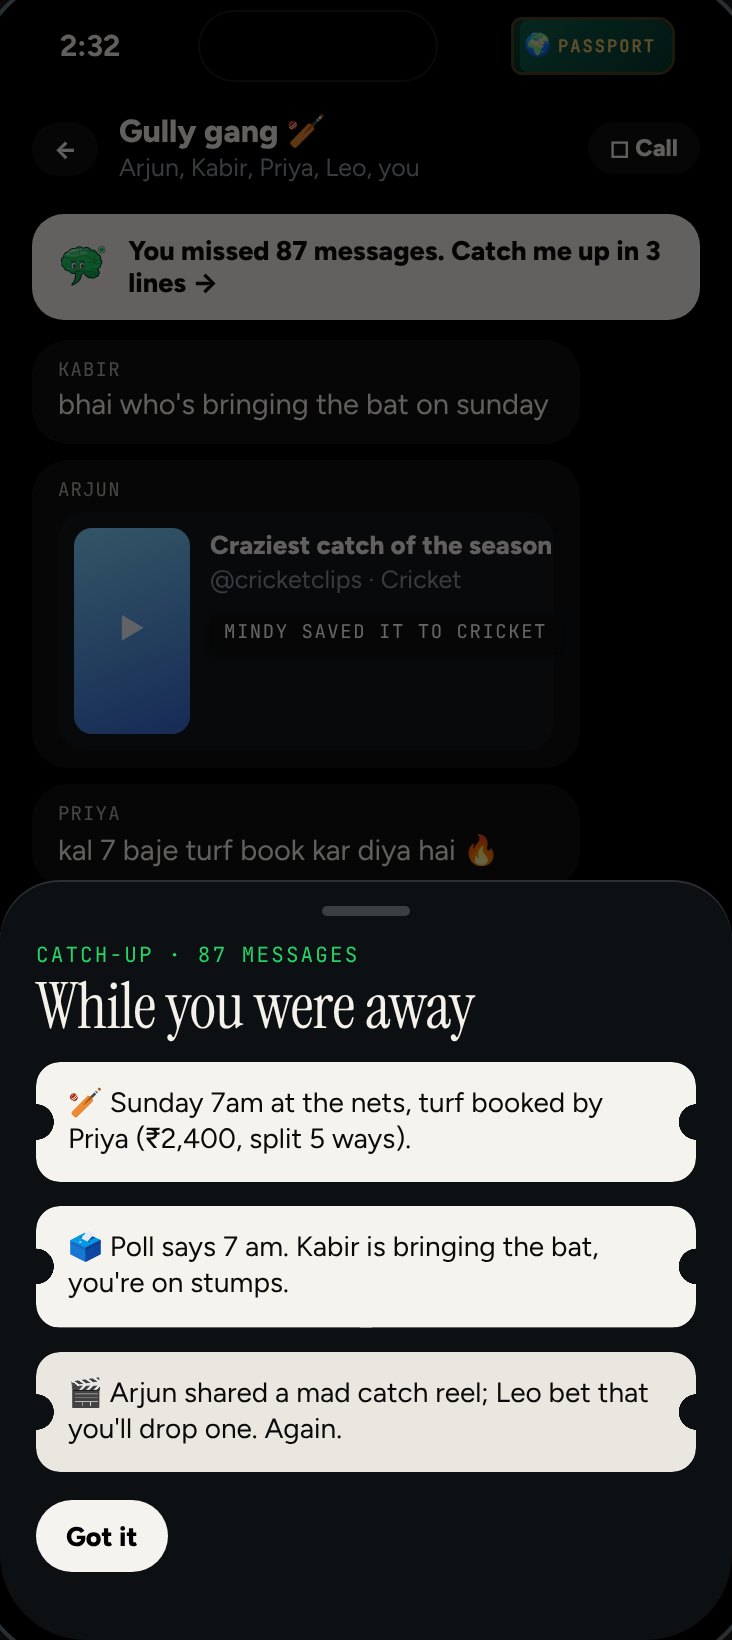 2:32
🌍 PASSPORT
←
Gully gang 🏏
Arjun, Kabir, Priya, Leo, you
Call
You missed 87 messages. Catch me up in 3
lines →
KABIR
bhai who's bringing the bat on sunday
ARJUN
Craziest catch of the season
@cricketclips · Cricket
MINDY SAVED IT TO CRICKET
PRIYA
kal 7 baje turf book kar diya hai 🔥
CATCH-UP · 87 MESSAGES
While you were away
🏏 Sunday 7am at the nets, turf booked by
Priya (₹2,400, split 5 ways).
🗳️ Poll says 7 am. Kabir is bringing the bat,
you're on stumps.
🎬 Arjun shared a mad catch reel; Leo bet that
you'll drop one. Again.
Got it